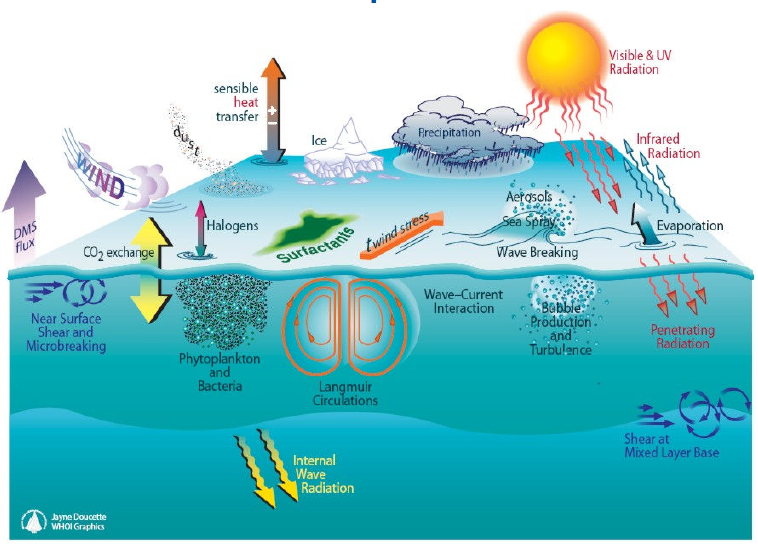 Visible & UV
Radiation
sensible
heat
transfer
+
−
dust
Ice
Precipitation
Infrared
Radiation
WIND
DMS
flux
Halogens
Aerosols
Sea Spray
Evaporation
CO₂ exchange
Surfactants
τ wind stress
Wave Breaking
Near Surface
Shear and
Microbreaking
Wave–Current
Interaction
Bubble
Production
and
Turbulence
Penetrating
Radiation
Phytoplankton
and
Bacteria
Langmuir
Circulations
Shear at
Mixed Layer Base
Internal
Wave
Radiation
Jayne Doucette
WHOI Graphics